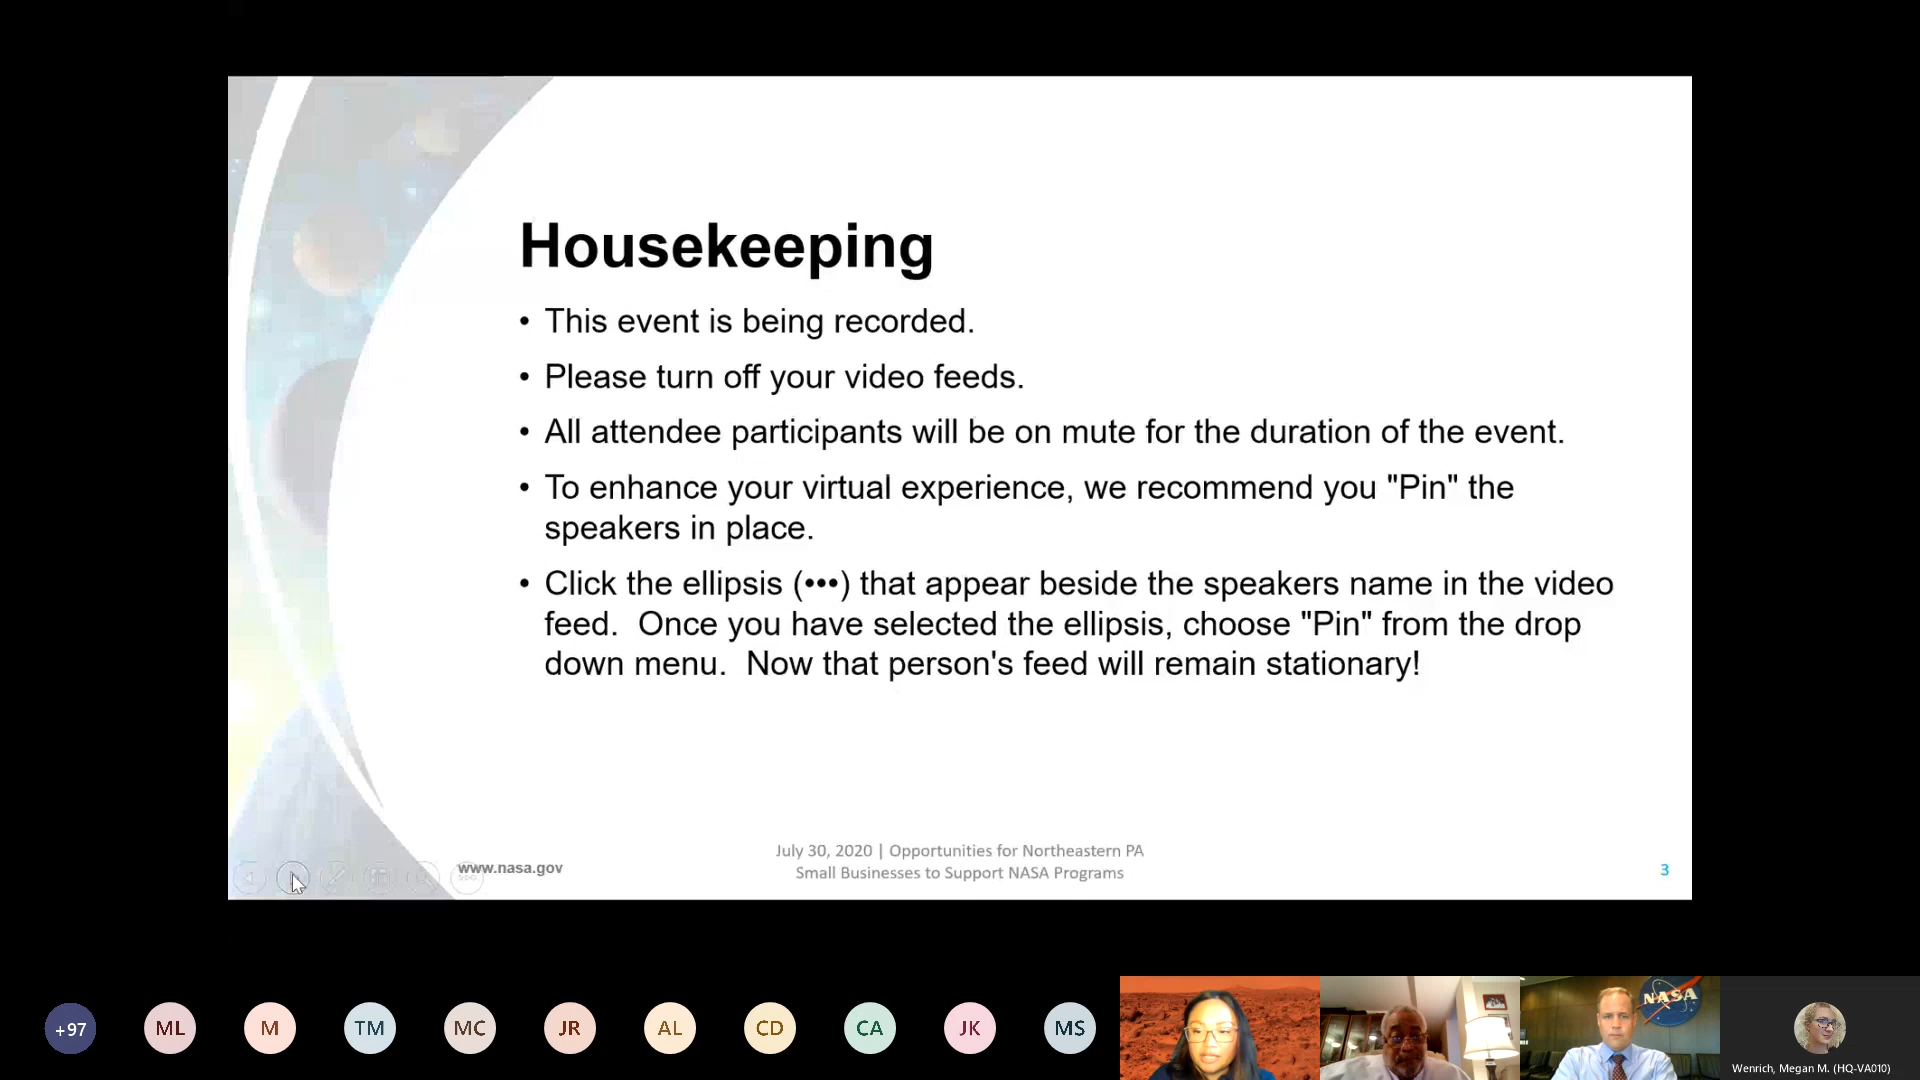 Housekeeping
• This event is being recorded.
• Please turn off your video feeds.
• All attendee participants will be on mute for the duration of the event.
• To enhance your virtual experience, we recommend you "Pin" the
speakers in place.
• Click the ellipsis (•••) that appear beside the speakers name in the video
feed.  Once you have selected the ellipsis, choose "Pin" from the drop
down menu.  Now that person's feed will remain stationary!
www.nasa.gov
July 30, 2020 | Opportunities for Northeastern PA
Small Businesses to Support NASA Programs
3
+97
ML
M
TM
MC
JR
AL
CD
CA
JK
MS
NASA
Wenrich, Megan M. (HQ-VA010)